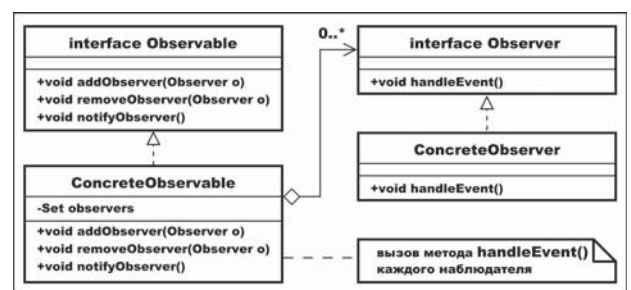 interface Observable
+void addObserver(Observer o)
+void removeObserver(Observer o)
+void notifyObserver()
0..*
interface Observer
+void handleEvent()
ConcreteObserver
+void handleEvent()
ConcreteObservable
-Set observers
+void addObserver(Observer o)
+void removeObserver(Observer o)
+void notifyObserver()
вызов метода handleEvent()
каждого наблюдателя